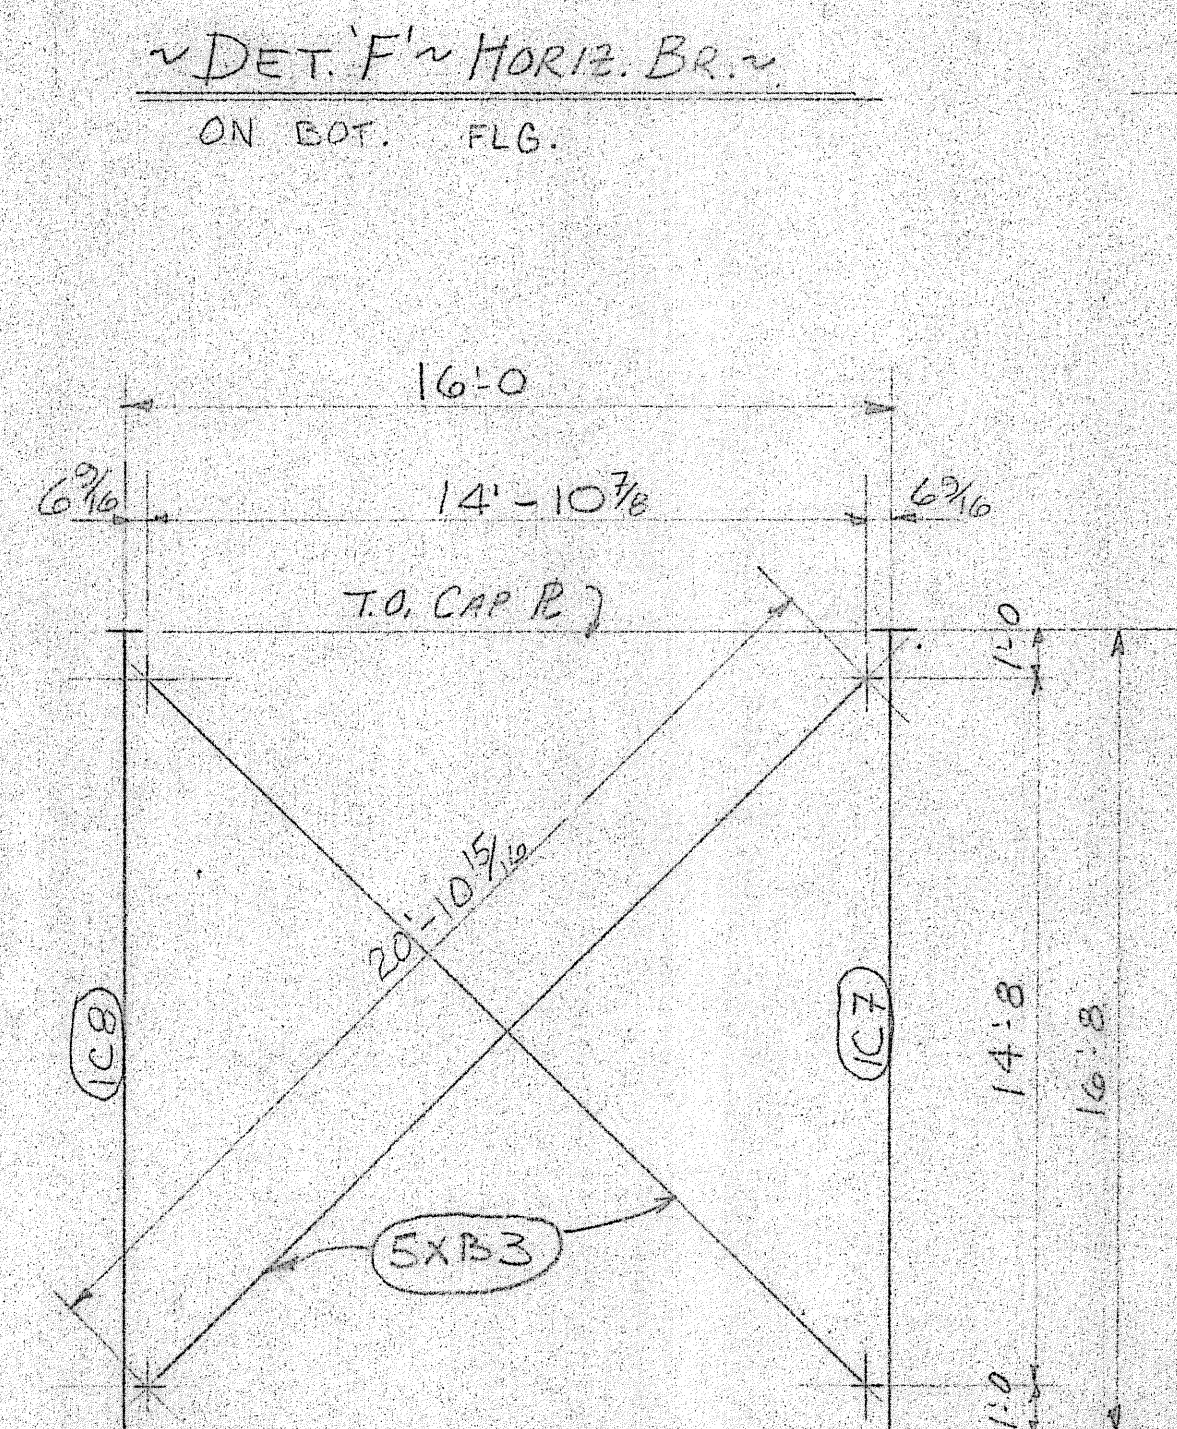 ~ DET. 'F' ~ HORIZ. BR. ~
ON BOT. FLG.
16'-0
6 9/16
14'-10 7/8
6 9/16
T.O. CAP PL
1'-0
20'-10 15/16
1C8
1C7
14'-8
16'-8
5XB3
1'-0